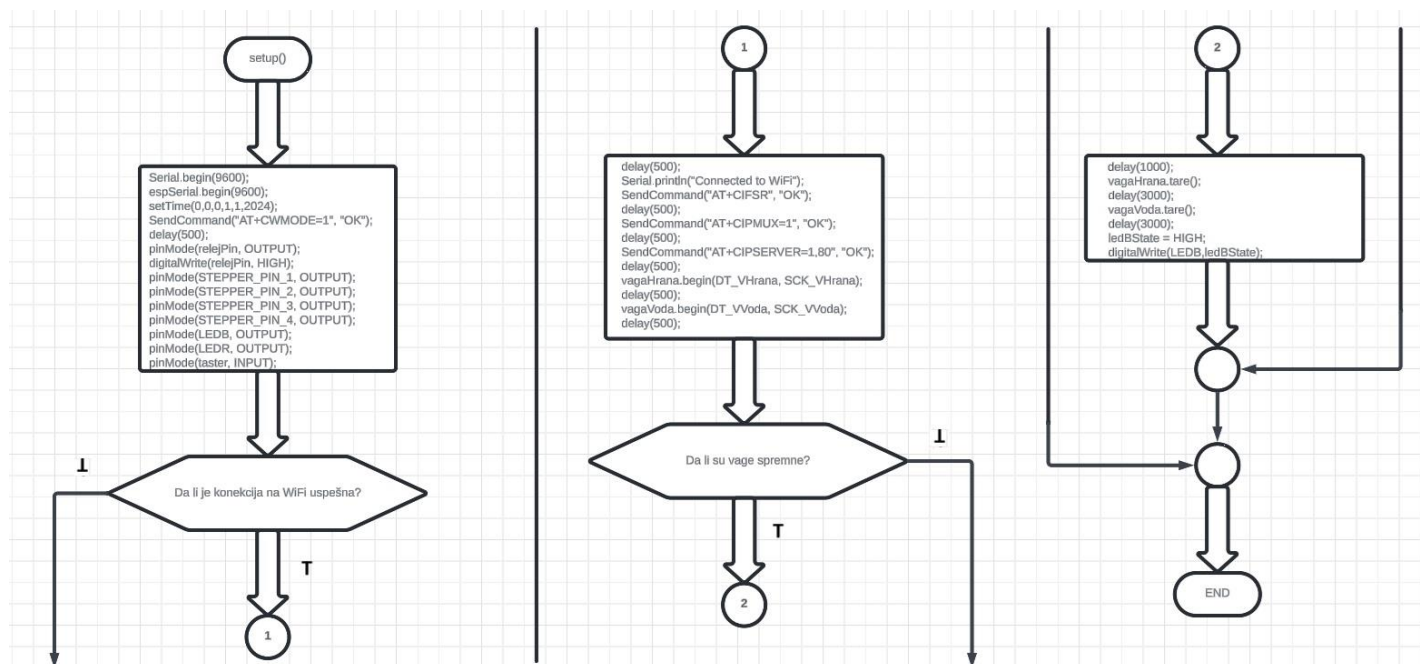 setup()
Serial.begin(9600);
espSerial.begin(9600);
setTime(0,0,0,1,1,2024);
SendCommand("AT+CWMODE=1", "OK");
delay(500);
pinMode(relejPin, OUTPUT);
digitalWrite(relejPin, HIGH);
pinMode(STEPPER_PIN_1, OUTPUT);
pinMode(STEPPER_PIN_2, OUTPUT);
pinMode(STEPPER_PIN_3, OUTPUT);
pinMode(STEPPER_PIN_4, OUTPUT);
pinMode(LEDB, OUTPUT);
pinMode(LEDR, OUTPUT);
pinMode(taster, INPUT);
⊥
Da li je konekcija na WiFi uspešna?
T
1
1
delay(500);
Serial.println("Connected to WiFi");
SendCommand("AT+CIFSR", "OK");
delay(500);
SendCommand("AT+CIPMUX=1", "OK");
delay(500);
SendCommand("AT+CIPSERVER=1,80", "OK");
delay(500);
vagaHrana.begin(DT_VHrana, SCK_VHrana);
delay(500);
vagaVoda.begin(DT_VVoda, SCK_VVoda);
delay(500);
⊥
Da li su vage spremne?
T
2
2
delay(1000);
vagaHrana.tare();
delay(3000);
vagaVoda.tare();
delay(3000);
ledBState = HIGH;
digitalWrite(LEDB,ledBState);
END